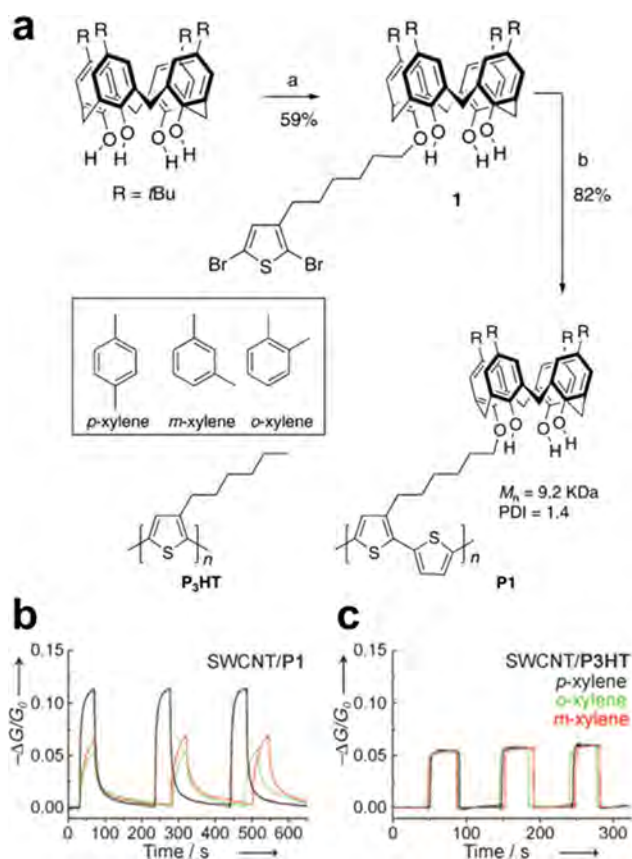 a
R R R R
O H O H O H O H
R = tBu
a
59%
R R R R
O O H O H O H
1
b
82%
Br S Br
p-xylene m-xylene o-xylene
R R R R
O O H O H O H
Mn = 9.2 KDa
PDI = 1.4
S n
P3HT
S S n
P1
b
SWCNT/P1
−ΔG/G0
0.15
0.10
0.05
0.00
0 100 200 300 400 500 600
Time / s
c
SWCNT/P3HT
p-xylene
o-xylene
m-xylene
−ΔG/G0
0.15
0.10
0.05
0.00
0 100 200 300
Time / s